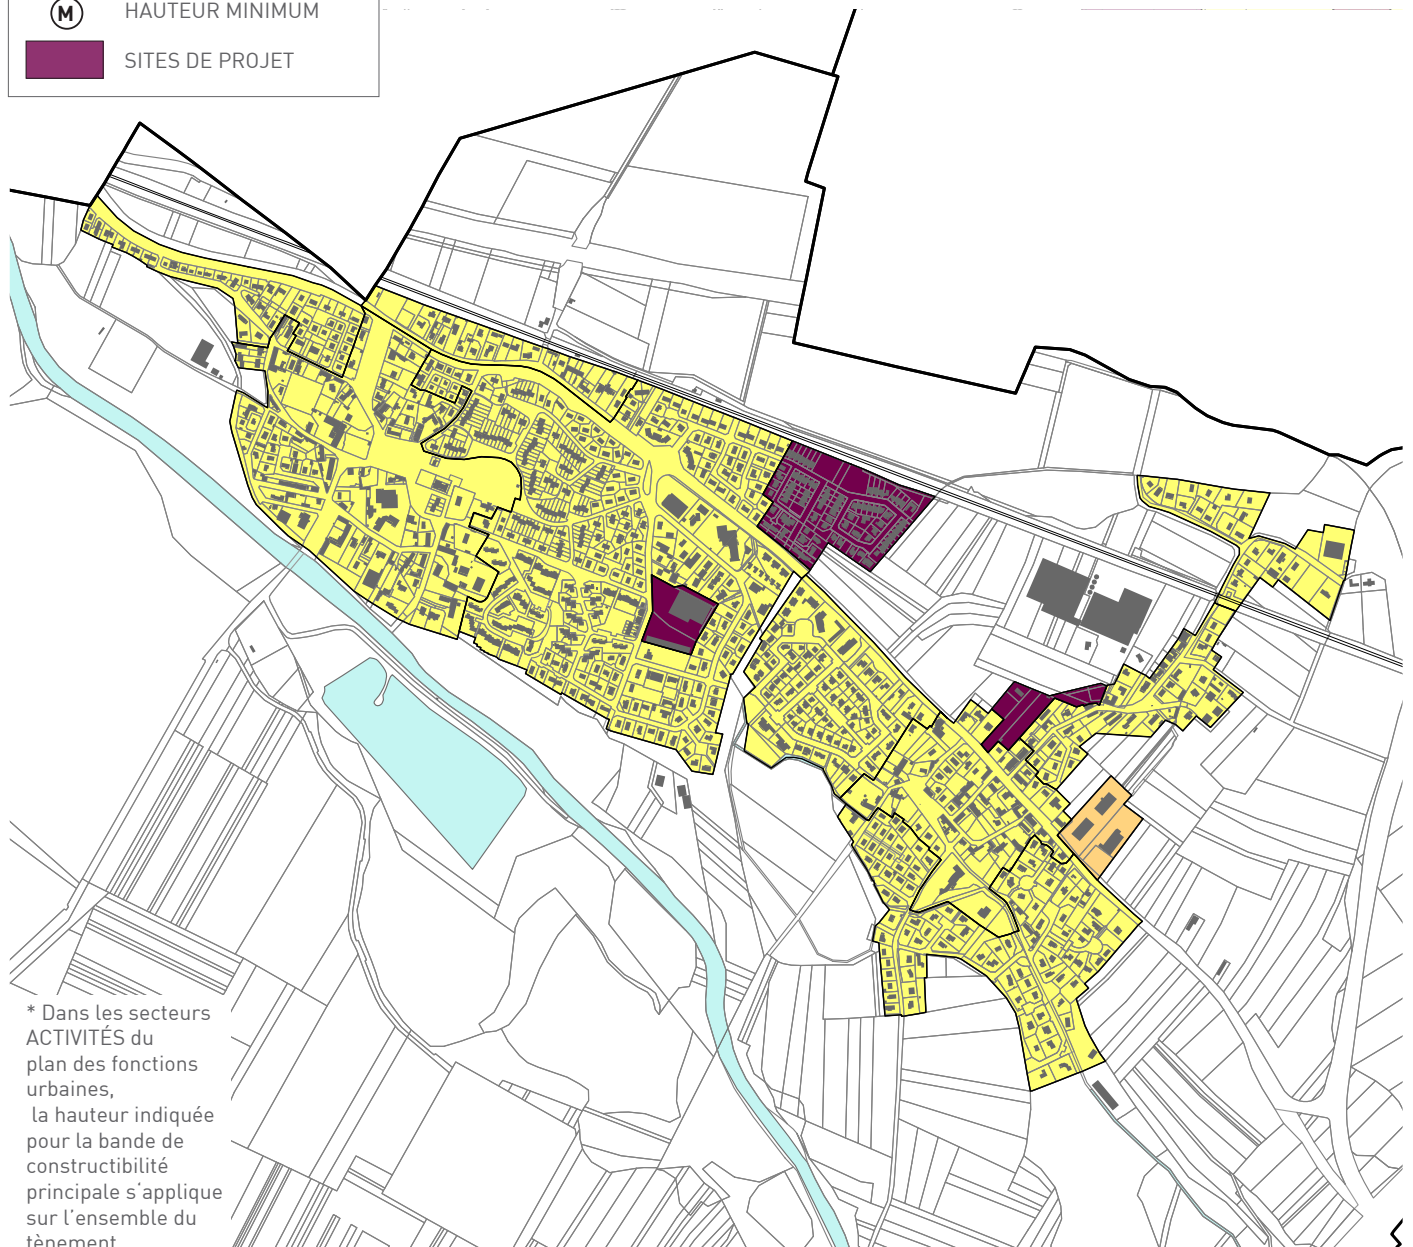 M HAUTEUR MINIMUM
SITES DE PROJET
* Dans les secteurs
ACTIVITÉS du
plan des fonctions
urbaines,
la hauteur indiquée
pour la bande de
constructibilité
principale s'applique
sur l'ensemble du
tènement